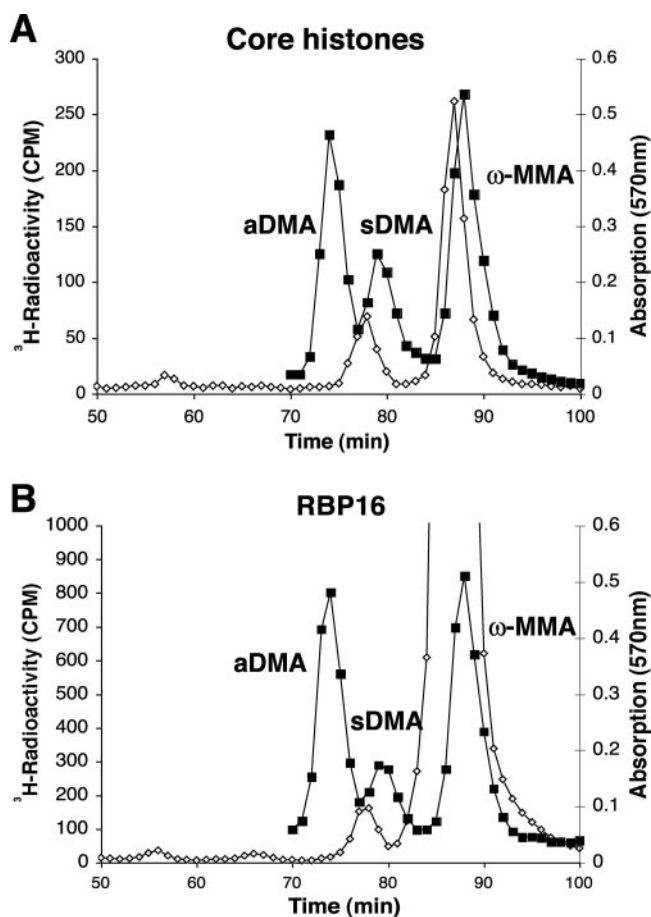 A
Core histones
300
250
200
150
100
50
0
³H-Radioactivity (CPM)
0.6
0.5
0.4
0.3
0.2
0.1
0
Absorption (570nm)
aDMA
sDMA
ω-MMA
50
60
70
80
90
100
Time (min)
B
RBP16
1000
900
800
700
600
500
400
300
200
100
0
³H-Radioactivity (CPM)
0.6
0.5
0.4
0.3
0.2
0.1
0
Absorption (570nm)
aDMA
sDMA
ω-MMA
50
60
70
80
90
100
Time (min)